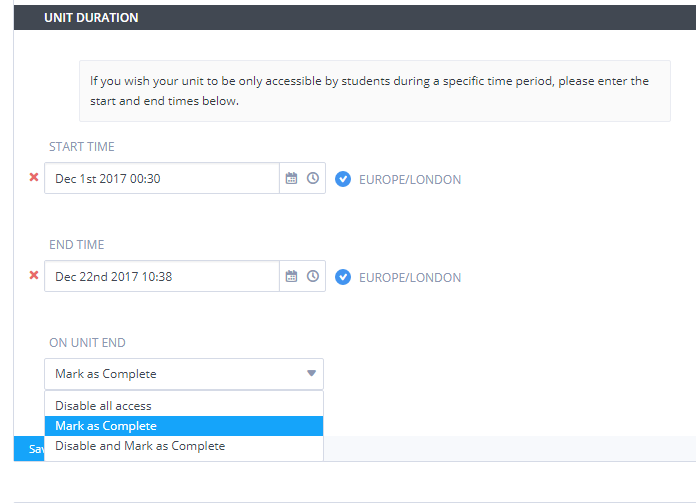 UNIT DURATION
If you wish your unit to be only accessible by students during a specific time period, please enter the
start and end times below.
START TIME
Dec 1st 2017 00:30
EUROPE/LONDON
END TIME
Dec 22nd 2017 10:38
EUROPE/LONDON
ON UNIT END
Mark as Complete
Disable all access
Mark as Complete
Disable and Mark as Complete